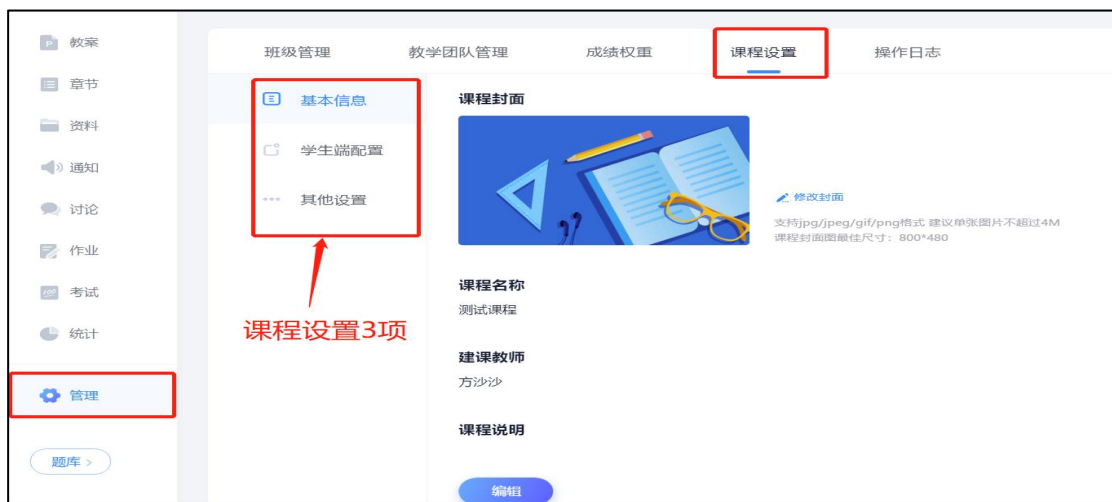 教案
章节
资料
通知
讨论
作业
考试
统计
管理
题库 >
班级管理 教学团队管理 成绩权重 课程设置 操作日志
基本信息
学生端配置
其他设置
课程设置3项
课程封面
修改封面
支持jpg/jpeg/gif/png格式 建议单张图片不超过4M
课程封面图最佳尺寸：800*480
课程名称
测试课程
建课教师
方沙沙
课程说明
编辑